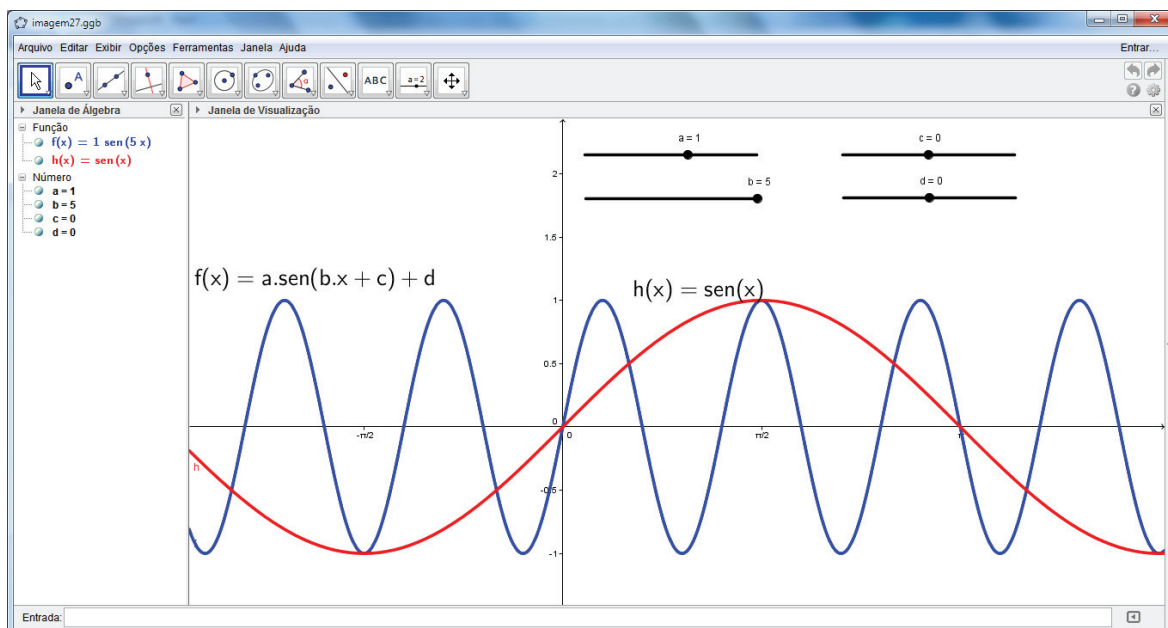 imagem27.ggb
Arquivo Editar Exibir Opções Ferramentas Janela Ajuda
Entrar...
A
α
ABC
a=2
Janela de Álgebra
Janela de Visualização
Função
f(x) = 1 sen(5 x)
h(x) = sen(x)
Número
a = 1
b = 5
c = 0
d = 0
a = 1
c = 0
b = 5
d = 0
f(x) = a.sen(b.x + c) + d
h(x) = sen(x)
2
1.5
1
0.5
0
-0.5
-1
-π/2
0
π/2
π
h
Entrada: